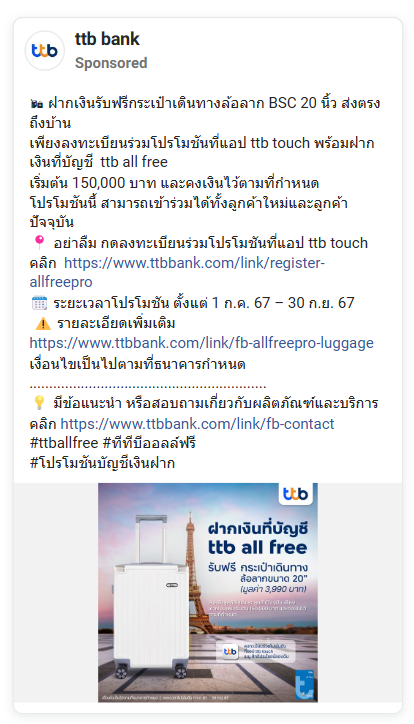 ttb
ttb bank
Sponsored
ฝากเงินรับฟรีกระเป๋าเดินทางล้อลาก BSC 20 นิ้ว ส่งตรง
ถึงบ้าน
เพียงลงทะเบียนร่วมโปรโมชันที่แอป ttb touch พร้อมฝาก
เงินที่บัญชี ttb all free
เริ่มต้น 150,000 บาท และคงเงินไว้ตามที่กำหนด
โปรโมชันนี้ สามารถเข้าร่วมได้ทั้งลูกค้าใหม่และลูกค้า
ปัจจุบัน
อย่าลืม กดลงทะเบียนร่วมโปรโมชันที่แอป ttb touch
คลิก https://www.ttbbank.com/link/register-
allfreepro
ระยะเวลาโปรโมชัน ตั้งแต่ 1 ก.ค. 67 – 30 ก.ย. 67
รายละเอียดเพิ่มเติม
https://www.ttbbank.com/link/fb-allfreepro-luggage
เงื่อนไขเป็นไปตามที่ธนาคารกำหนด
............................................................
มีข้อแนะนำ หรือสอบถามเกี่ยวกับผลิตภัณฑ์และบริการ
คลิก https://www.ttbbank.com/link/fb-contact
#ttballfree #ทีทีบีออลล์ฟรี
#โปรโมชันบัญชีเงินฝาก
ttb
ฝากเงินที่บัญชี
ttb all free
รับฟรี กระเป๋าเดินทาง
ล้อลากขนาด 20"
(มูลค่า 3,990 บาท)
ttb